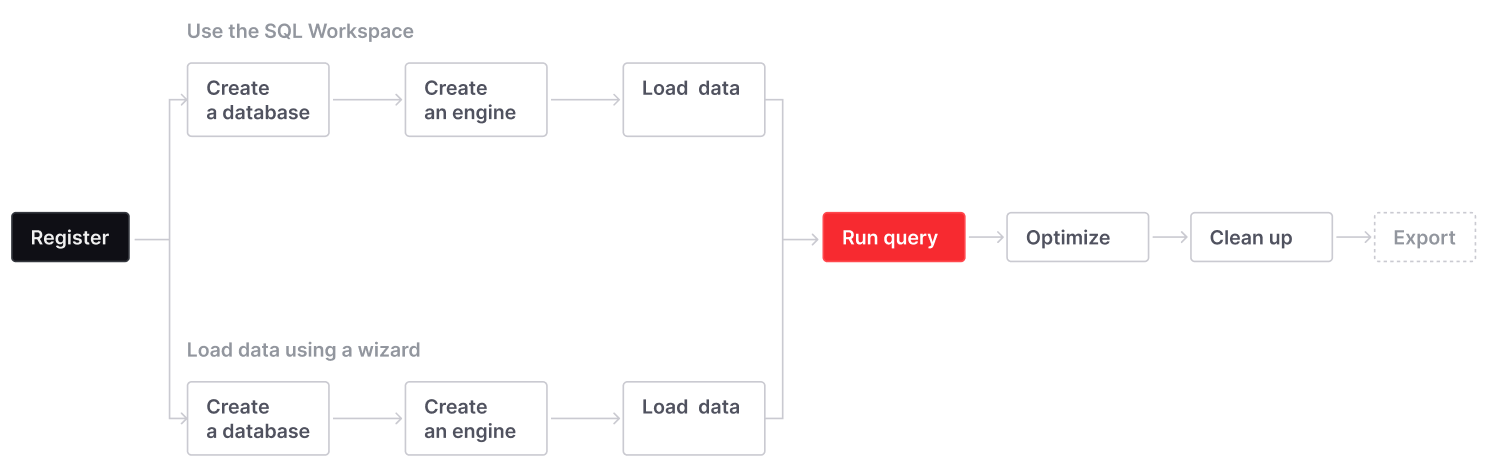 Use the SQL Workspace
Create
a database
Create
an engine
Load data
Register
Run query
Optimize
Clean up
Export
Load data using a wizard
Create
a database
Create
an engine
Load data